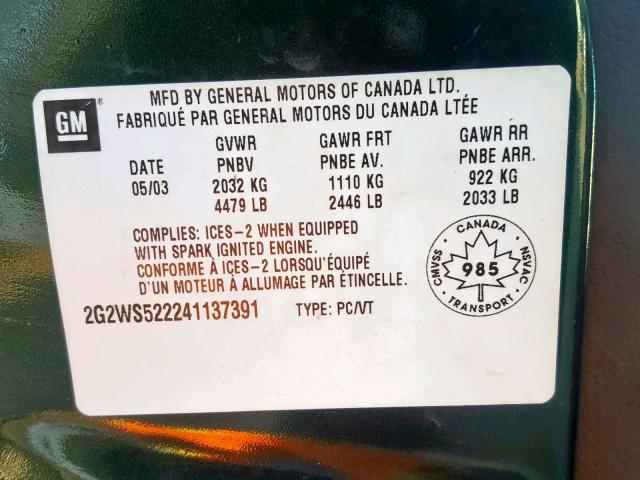 GM ®
MFD BY GENERAL MOTORS OF CANADA LTD.
FABRIQUÉ PAR GENERAL MOTORS DU CANADA LTÉE
GVWR GAWR FRT GAWR RR
DATE PNBV PNBE AV. PNBE ARR.
05/03 2032 KG 1110 KG 922 KG
4479 LB 2446 LB 2033 LB
COMPLIES: ICES-2 WHEN EQUIPPED
WITH SPARK IGNITED ENGINE.
CONFORME À ICES-2 LORSQU'ÉQUIPÉ
D'UN MOTEUR À ALLUMAGE PAR ÉTINCELLE.
CANADA
CMVSS 985 NSVAC
TRANSPORT
2G2WS522241137391 TYPE: PC/VT